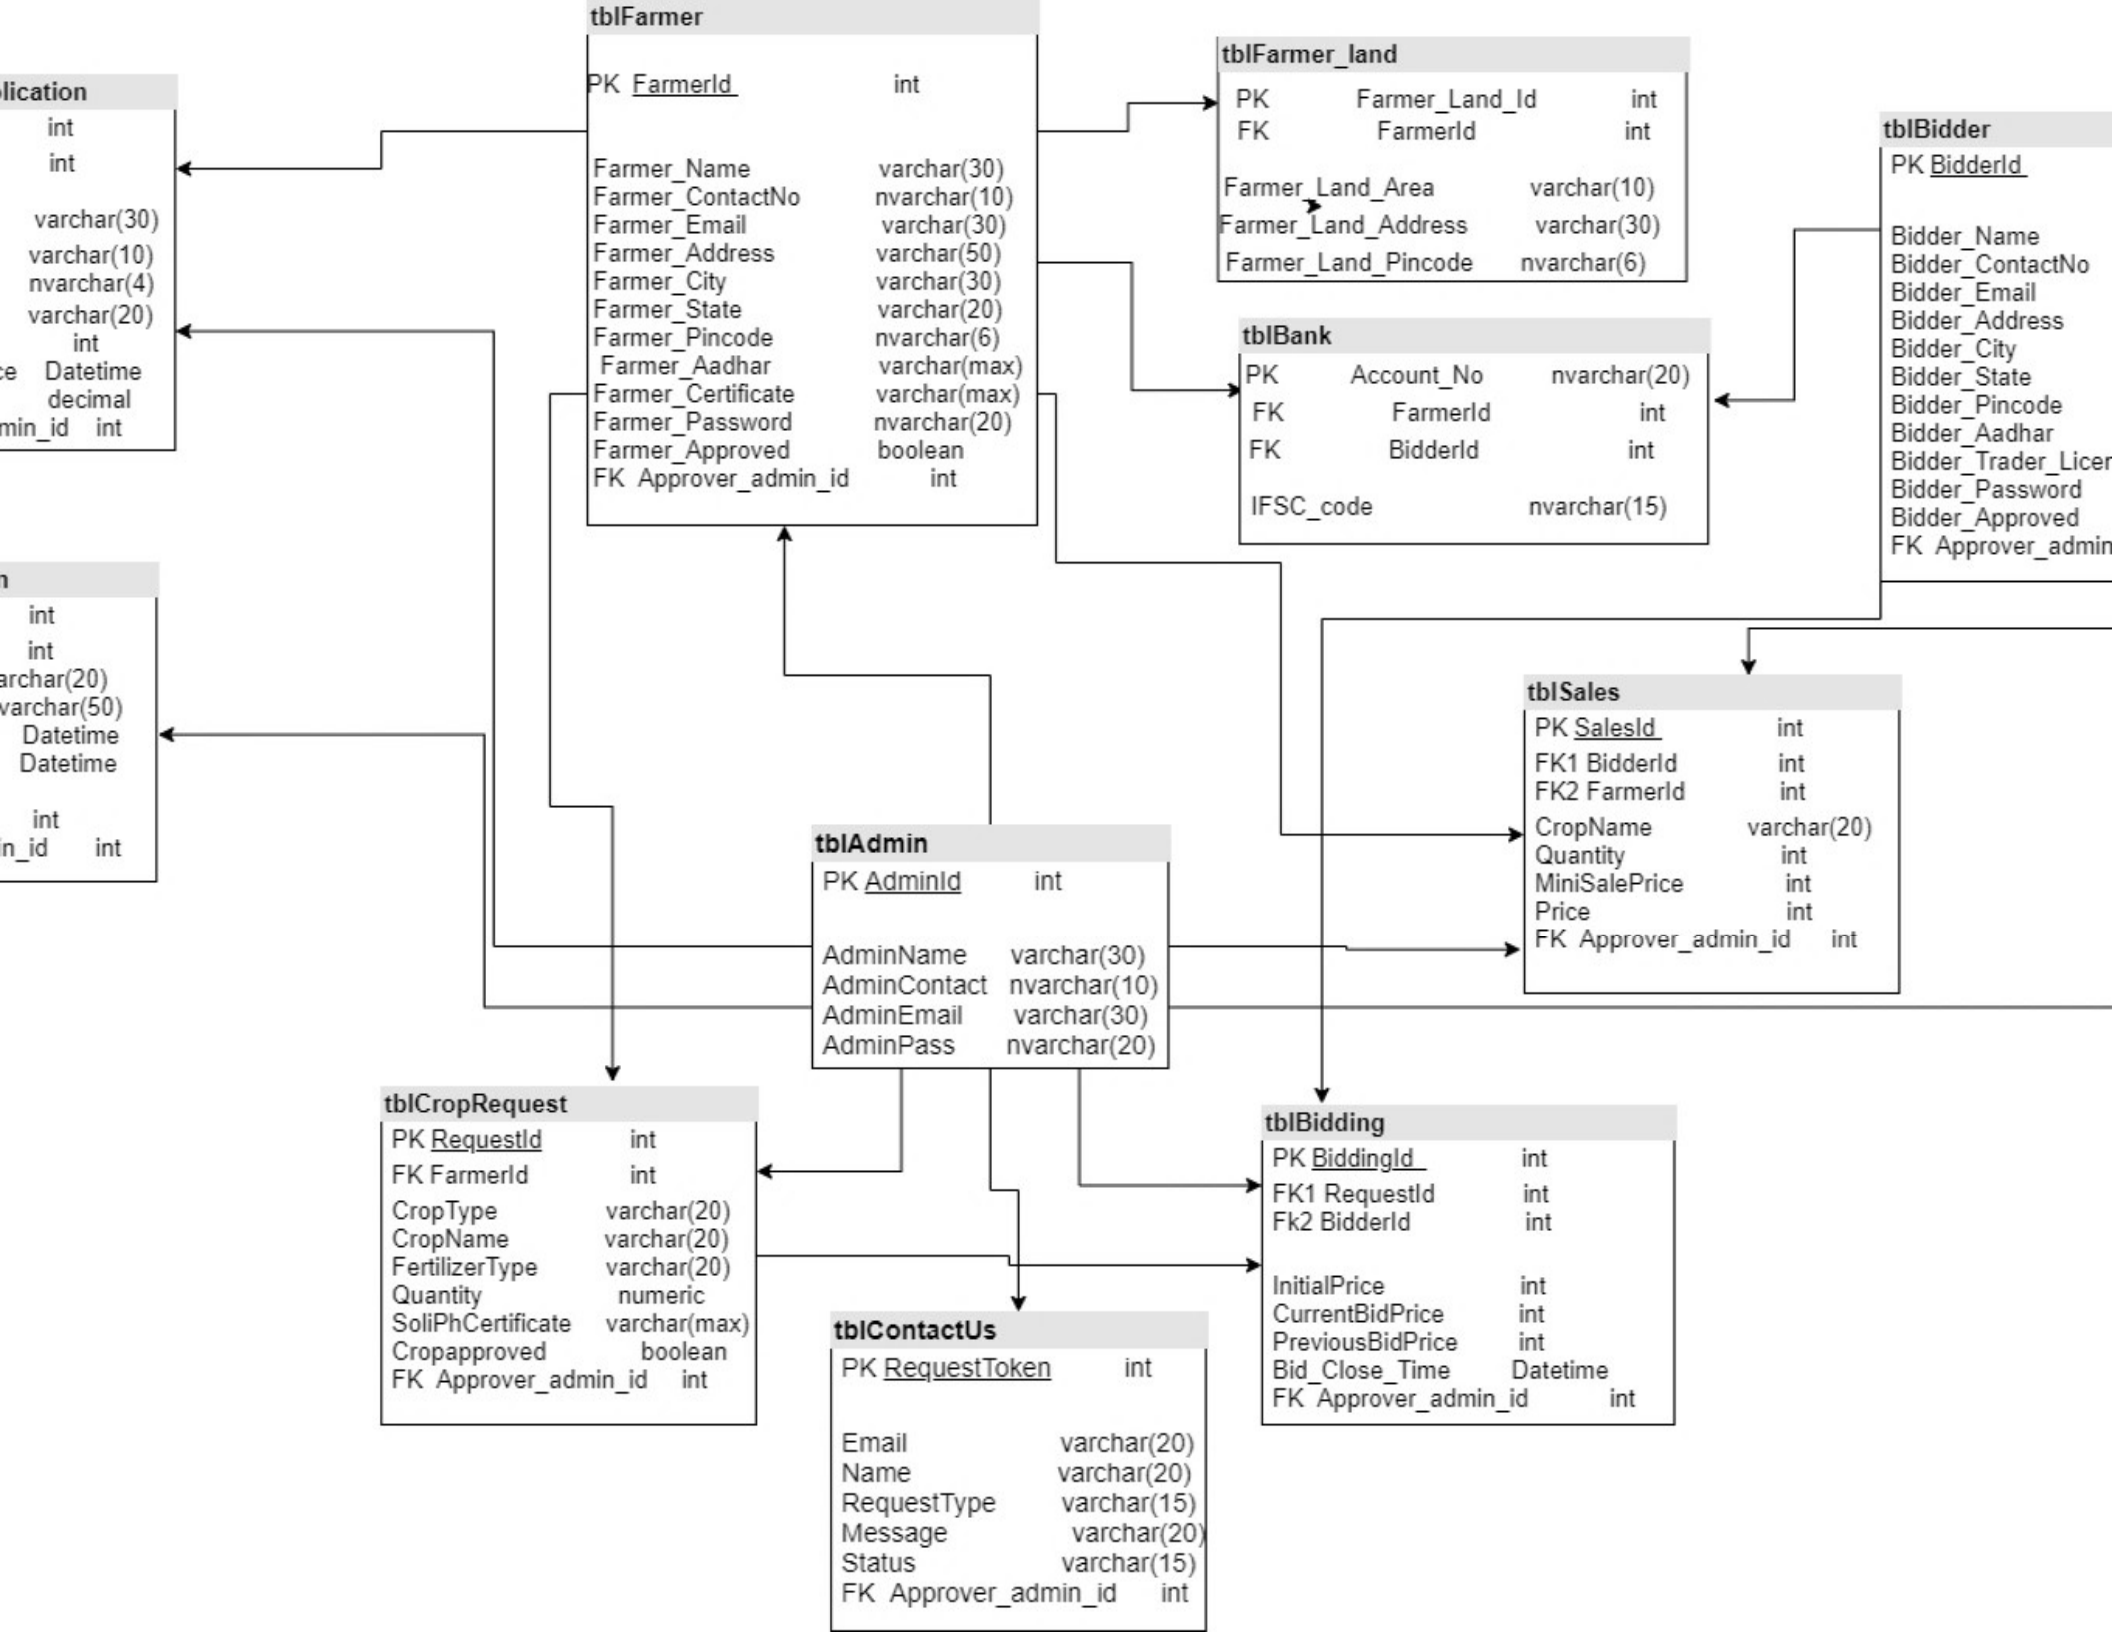 tblFarmer
PK FarmerId int
Farmer_Name varchar(30)
Farmer_ContactNo nvarchar(10)
Farmer_Email varchar(30)
Farmer_Address varchar(50)
Farmer_City varchar(30)
Farmer_State varchar(20)
Farmer_Pincode nvarchar(6)
Farmer_Aadhar varchar(max)
Farmer_Certificate varchar(max)
Farmer_Password nvarchar(20)
Farmer_Approved boolean
FK Approver_admin_id int
tblFarmer_land
PK Farmer_Land_Id int
FK FarmerId int
Farmer_Land_Area varchar(10)
Farmer_Land_Address varchar(30)
Farmer_Land_Pincode nvarchar(6)
lication
int
int
varchar(30)
varchar(10)
nvarchar(4)
varchar(20)
int
ce Datetime
decimal
min_id int
tblBidder
PK BidderId
Bidder_Name
Bidder_ContactNo
Bidder_Email
Bidder_Address
Bidder_City
Bidder_State
Bidder_Pincode
Bidder_Aadhar
Bidder_Trader_Licer
Bidder_Password
Bidder_Approved
FK Approver_admin
tblBank
PK Account_No nvarchar(20)
FK FarmerId int
FK BidderId int
IFSC_code nvarchar(15)
n
int
int
archar(20)
varchar(50)
Datetime
Datetime
int
in_id int
tblSales
PK SalesId int
FK1 BidderId int
FK2 FarmerId int
CropName varchar(20)
Quantity int
MiniSalePrice int
Price int
FK Approver_admin_id int
tblAdmin
PK AdminId int
AdminName varchar(30)
AdminContact nvarchar(10)
AdminEmail varchar(30)
AdminPass nvarchar(20)
tblCropRequest
PK RequestId int
FK FarmerId int
CropType varchar(20)
CropName varchar(20)
FertilizerType varchar(20)
Quantity numeric
SoliPhCertificate varchar(max)
Cropapproved boolean
FK Approver_admin_id int
tblBidding
PK BiddingId int
FK1 RequestId int
Fk2 BidderId int
InitialPrice int
CurrentBidPrice int
PreviousBidPrice int
Bid_Close_Time Datetime
FK Approver_admin_id int
tblContactUs
PK RequestToken int
Email varchar(20)
Name varchar(20)
RequestType varchar(15)
Message varchar(20)
Status varchar(15)
FK Approver_admin_id int